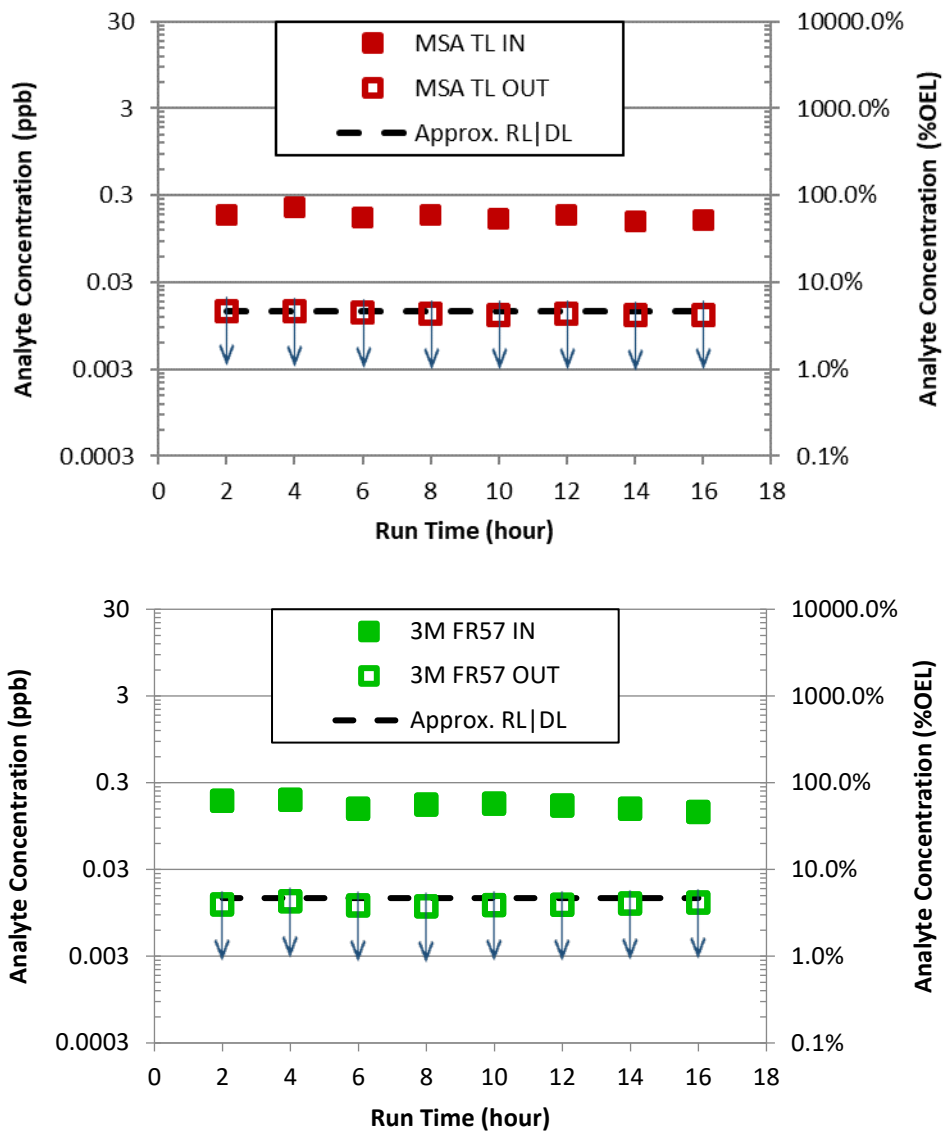 MSA TL IN
MSA TL OUT
Approx. RL|DL
Analyte Concentration (ppb)
30
3
0.3
0.03
0.003
0.0003
10000.0%
1000.0%
100.0%
10.0%
1.0%
0.1%
Analyte Concentration (%OEL)
0 2 4 6 8 10 12 14 16 18
Run Time (hour)
3M FR57 IN
3M FR57 OUT
Approx. RL|DL
Analyte Concentration (ppb)
30
3
0.3
0.03
0.003
0.0003
10000.0%
1000.0%
100.0%
10.0%
1.0%
0.1%
Analyte Concentration (%OEL)
0 2 4 6 8 10 12 14 16 18
Run Time (hour)